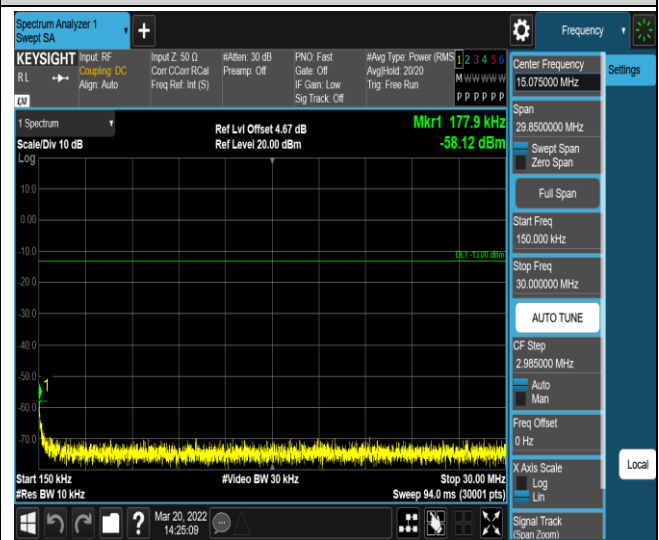 Spectrum Analyzer 1
Swept SA
Frequency
KEYSIGHT
RL
LXI
Input: RF
Coupling: DC
Align: Auto
Input Z: 50 Ω
Corr CCorr RCal
Freq Ref: Int (S)
#Atten: 30 dB
Preamp: Off
PNO: Fast
Gate: Off
IF Gain: Low
Sig Track: Off
#Avg Type: Power (RMS
Avg|Hold: 20/20
Trig: Free Run
1 2 3 4 5 6
M W W W W W
P P P P P P
1 Spectrum
Scale/Div 10 dB
Log
Ref Lvl Offset 4.67 dB
Ref Level 20.00 dBm
Mkr1 177.9 kHz
-58.12 dBm
10.0
0.00
-10.0
DL1 -13.00 dBm
-20.0
-30.0
-40.0
-50.0
1
-60.0
-70.0
Start 150 kHz
#Res BW 10 kHz
#Video BW 30 kHz
Stop 30.00 MHz
Sweep 94.0 ms (30001 pts)
?
Mar 20, 2022
14:25:09
Center Frequency
15.075000 MHz
Span
29.8500000 MHz
Swept Span
Zero Span
Full Span
Start Freq
150.000 kHz
Stop Freq
30.000000 MHz
AUTO TUNE
CF Step
2.985000 MHz
Auto
Man
Freq Offset
0 Hz
X Axis Scale
Log
Lin
Signal Track
(Span Zoom)
Settings
Local